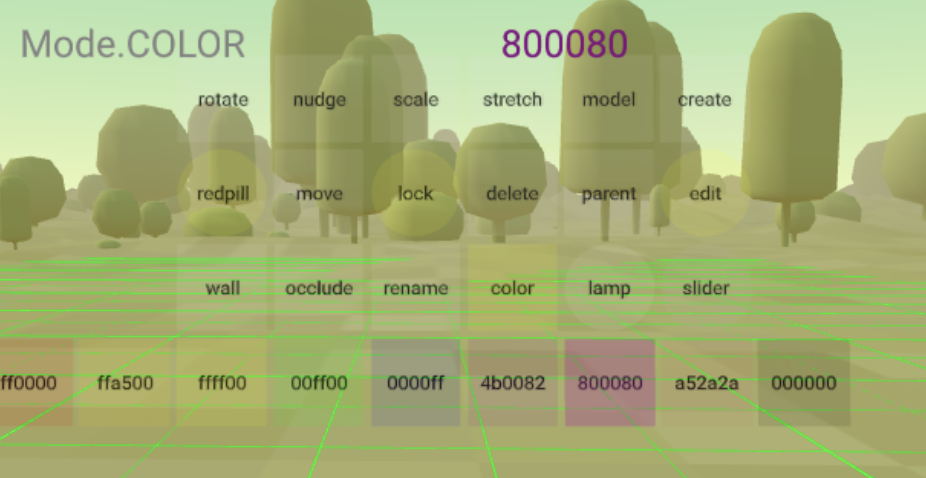 Mode.COLOR 800080
rotate nudge scale stretch model create
redpill move lock delete parent edit
wall occlude rename color lamp slider
ff0000 ffa500 ffff00 00ff00 0000ff 4b0082 800080 a52a2a 000000